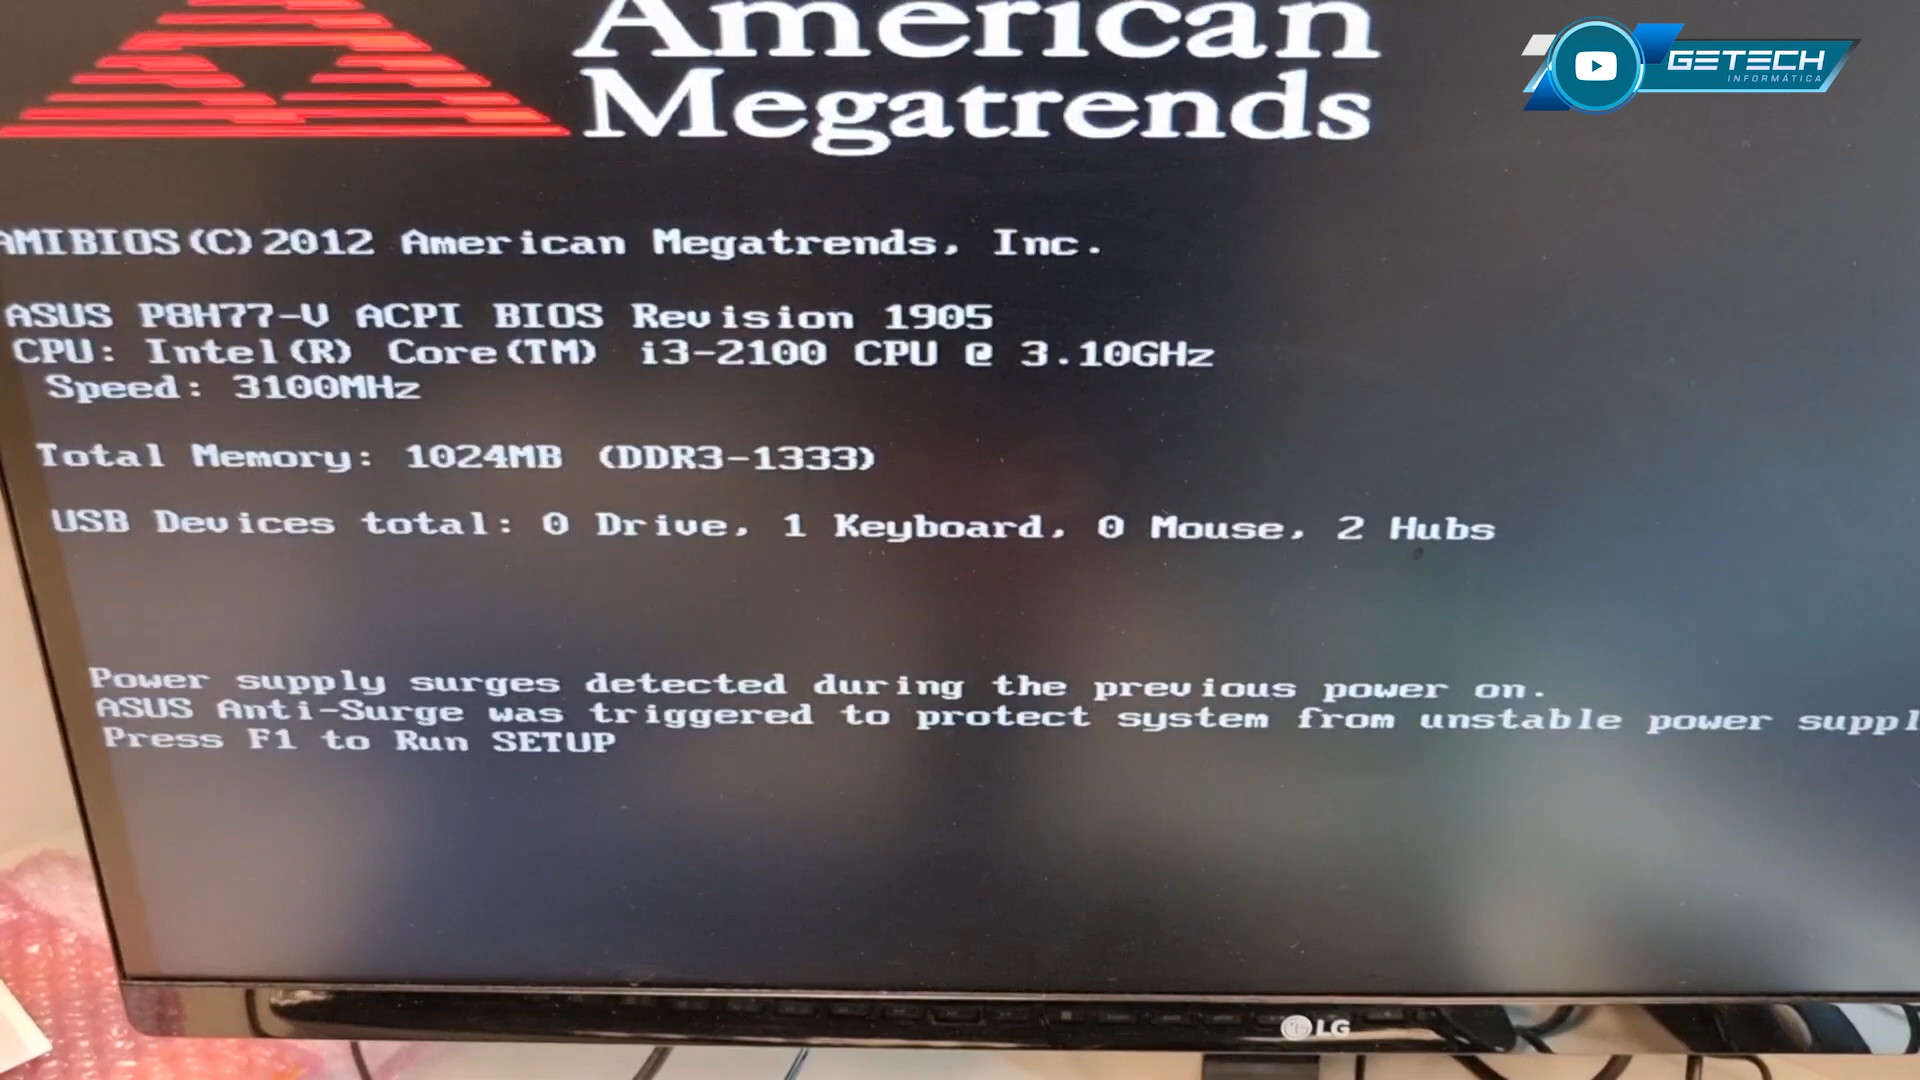 American
Megatrends
GETECH
INFORMÁTICA
AMIBIOS(C)2012 American Megatrends, Inc.
ASUS P8H77-V ACPI BIOS Revision 1905
CPU: Intel(R) Core(TM) i3-2100 CPU @ 3.10GHz
Speed: 3100MHz
Total Memory: 1024MB (DDR3-1333)
USB Devices total: 0 Drive, 1 Keyboard, 0 Mouse, 2 Hubs
Power supply surges detected during the previous power on.
ASUS Anti-Surge was triggered to protect system from unstable power suppl
Press F1 to Run SETUP
LG